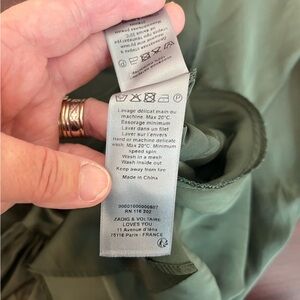 Lavage délicat main ou
machine. Max 20°C.
Essorage minimum
Laver dans un filet
Laver sur l'envers
Hand or machine delicate
wash. Max 20°C. Minimum
speed spin.
Wash in a mesh
Wash inside out
Keep away from fire
Made in China
RN 116 202
ZADIG & VOLTAIRE
LOVES YOU
11 Avenue d'Iéna
75116 Paris - FRANCE